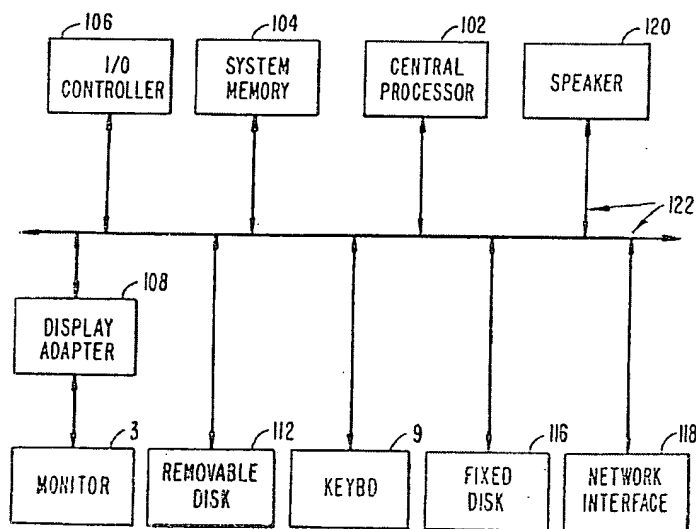 106
104
102
120
I/O
CONTROLLER
SYSTEM
MEMORY
CENTRAL
PROCESSOR
SPEAKER
122
108
DISPLAY
ADAPTER
3
112
9
116
118
MONITOR
REMOVABLE
DISK
KEYBD
FIXED
DISK
NETWORK
INTERFACE